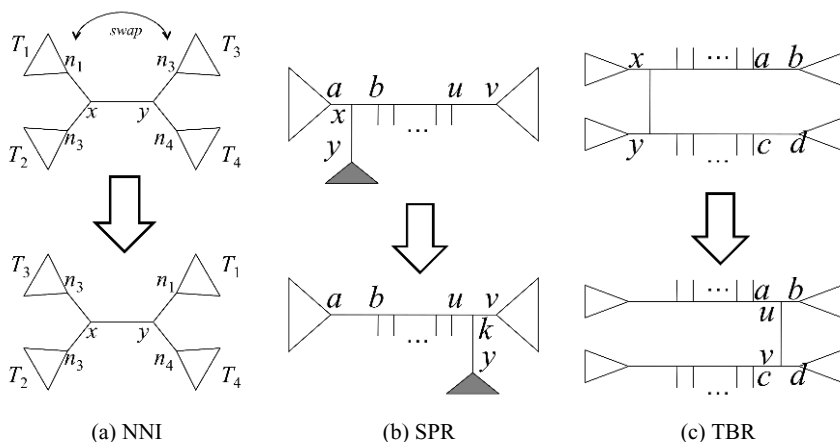 swap
T1 n1 n3 T3
x y
T2 n3 n4 T4
T3 n3 n1 T1
x y
T2 n3 n4 T4
(a) NNI
a b u v
x
...
y
a b u v
k
...
y
(b) SPR
x ... a b
y ... c d
... a b
u
v
... c d
(c) TBR